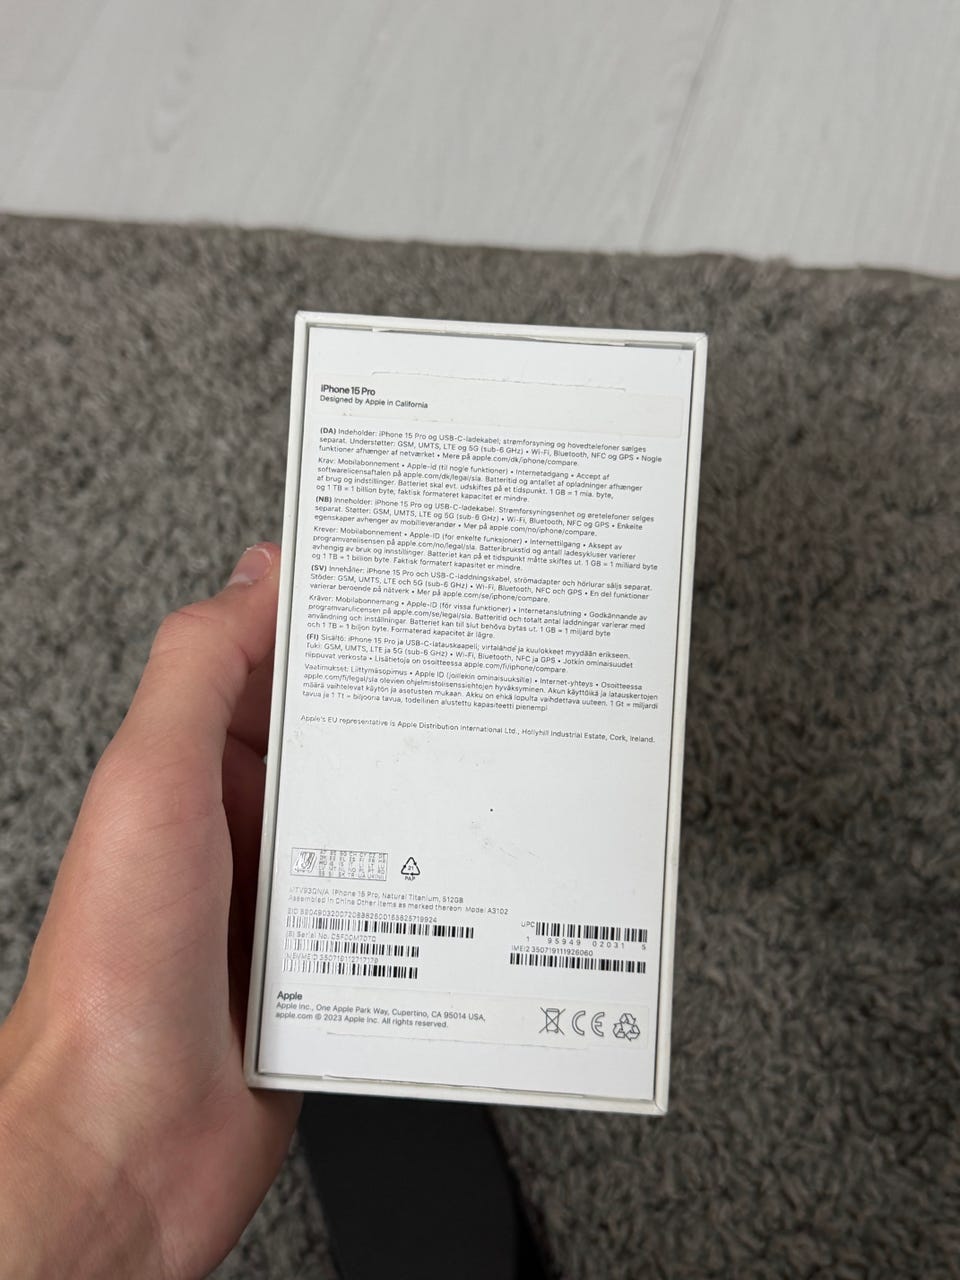 iPhone 15 Pro
Designed by Apple in California
(DA) Indeholder: iPhone 15 Pro og USB-C-ladekabel; strømforsyning og hovedtelefoner sælges
separat. Understøtter: GSM, UMTS, LTE og 5G (sub-6 GHz) • Wi-Fi, Bluetooth, NFC og GPS • Nogle
funktioner afhænger af netværket • Mere på apple.com/dk/iphone/compare.
Krav: Mobilabonnement • Apple-id (til nogle funktioner) • Internetadgang • Accept af
softwarelicensaftalen på apple.com/dk/legal/sla. Batteritid og antallet af opladninger afhænger
af brug og indstillinger. Batteriet skal evt. udskiftes på et tidspunkt. 1 GB = 1 mia. byte,
og 1 TB = 1 billion byte; faktisk formateret kapacitet er mindre.
(NB) Inneholder: iPhone 15 Pro og USB-C-ladekabel. Strømforsyningsenhet og øretelefoner selges
separat. Støtter: GSM, UMTS, LTE og 5G (sub-6 GHz) • Wi-Fi, Bluetooth, NFC og GPS • Enkelte
egenskaper avhenger av mobilleverandør • Mer på apple.com/no/iphone/compare.
Krever: Mobilabonnement • Apple-ID (for enkelte funksjoner) • Internettilgang • Aksept av
programvarelisensen på apple.com/no/legal/sla. Batteribrukstid og antall ladesykluser varierer
avhengig av bruk og innstillinger. Batteriet kan på et tidspunkt måtte skiftes ut. 1 GB = 1 milliard byte
og 1 TB = 1 billion byte. Faktisk formatert kapasitet er mindre.
(SV) Innehåller: iPhone 15 Pro och USB-C-laddningskabel, strömadapter och hörlurar säljs separat.
Stöder: GSM, UMTS, LTE och 5G (sub-6 GHz) • Wi-Fi, Bluetooth, NFC och GPS • En del funktioner
varierar beroende på nätverk • Mer på apple.com/se/iphone/compare.
Kräver: Mobilabonnemang • Apple-ID (för vissa funktioner) • Internetanslutning • Godkännande av
programvarulicensen på apple.com/se/legal/sla. Batteritid och totalt antal laddningar varierar med
användning och inställningar. Batteriet kan till slut behöva bytas ut. 1 GB = 1 miljard byte
och 1 TB = 1 biljon byte. Formaterad kapacitet är lägre.
(FI) Sisältö: iPhone 15 Pro ja USB-C-latauskaapeli; virtalähde ja kuulokkeet myydään erikseen.
Tuki: GSM, UMTS, LTE ja 5G (sub-6 GHz) • Wi-Fi, Bluetooth, NFC ja GPS • Jotkin ominaisuudet
riippuvat verkosta • Lisätietoja on osoitteessa apple.com/fi/iphone/compare.
Vaatimukset: Liittymäsopimus • Apple ID (joillekin ominaisuuksille) • Internet-yhteys • Osoitteessa
apple.com/fi/legal/sla olevien ohjelmistolisenssiehtojen hyväksyminen. Akun käyttöikä ja latauskertojen
määrä vaihtelevat käytön ja asetusten mukaan. Akku on ehkä lopulta vaihdettava uuteen. 1 Gt = miljardi
tavua ja 1 Tt = biljoona tavua, todellinen alustettu kapasiteetti pienempi
Apple's EU representative is Apple Distribution International Ltd., Hollyhill Industrial Estate, Cork, Ireland.
21
PAP
MTV93QN/A iPhone 15 Pro, Natural Titanium, 512GB
Assembled in China Other items as marked thereon Model A3102
EID
UPC
1 95949 02031 5
(S) Serial No.
IMEI2 350719111926060
IMEI/MEID
Apple
Apple Inc., One Apple Park Way, Cupertino, CA 95014 USA.
apple.com © 2023 Apple Inc. All rights reserved.
CE